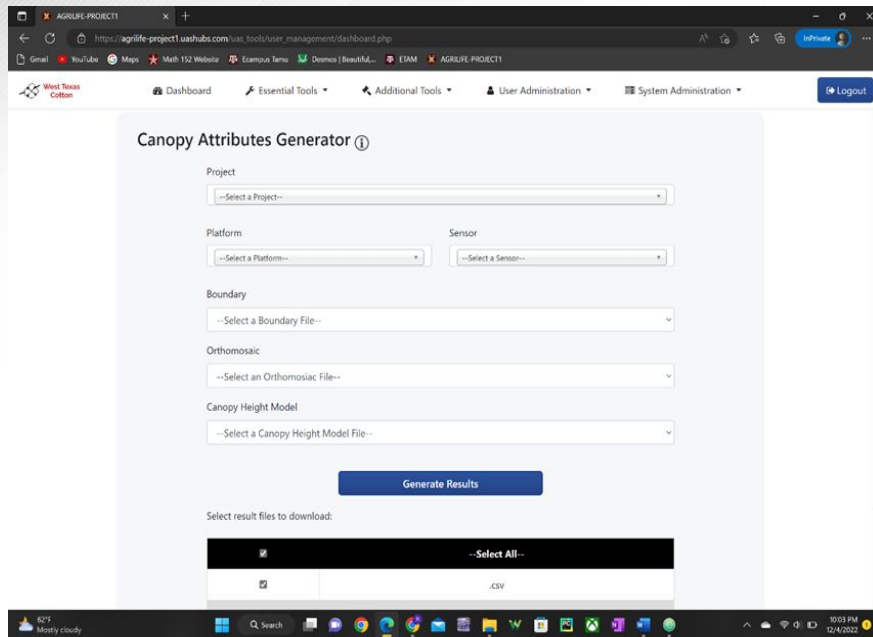 AGRILIFE-PROJECT1
https://agrilife-project1.uashubs.com/uas_tools/user_management/dashboard.php
InPrivate
Gmail YouTube Maps Math 152 Website Ecampus Tamu Desmos | Beautiful,... ETAM AGRILIFE-PROJECT1
West Texas
Cotton
Dashboard Essential Tools Additional Tools User Administration System Administration Logout
Canopy Attributes Generator
Project
--Select a Project--
Platform Sensor
--Select a Platform-- --Select a Sensor--
Boundary
--Select a Boundary File--
Orthomosaic
--Select an Orthomosiac File--
Canopy Height Model
--Select a Canopy Height Model File--
Generate Results
Select result files to download:
--Select All--
.csv
62°F
Mostly cloudy
Search
10:03 PM
12/4/2022